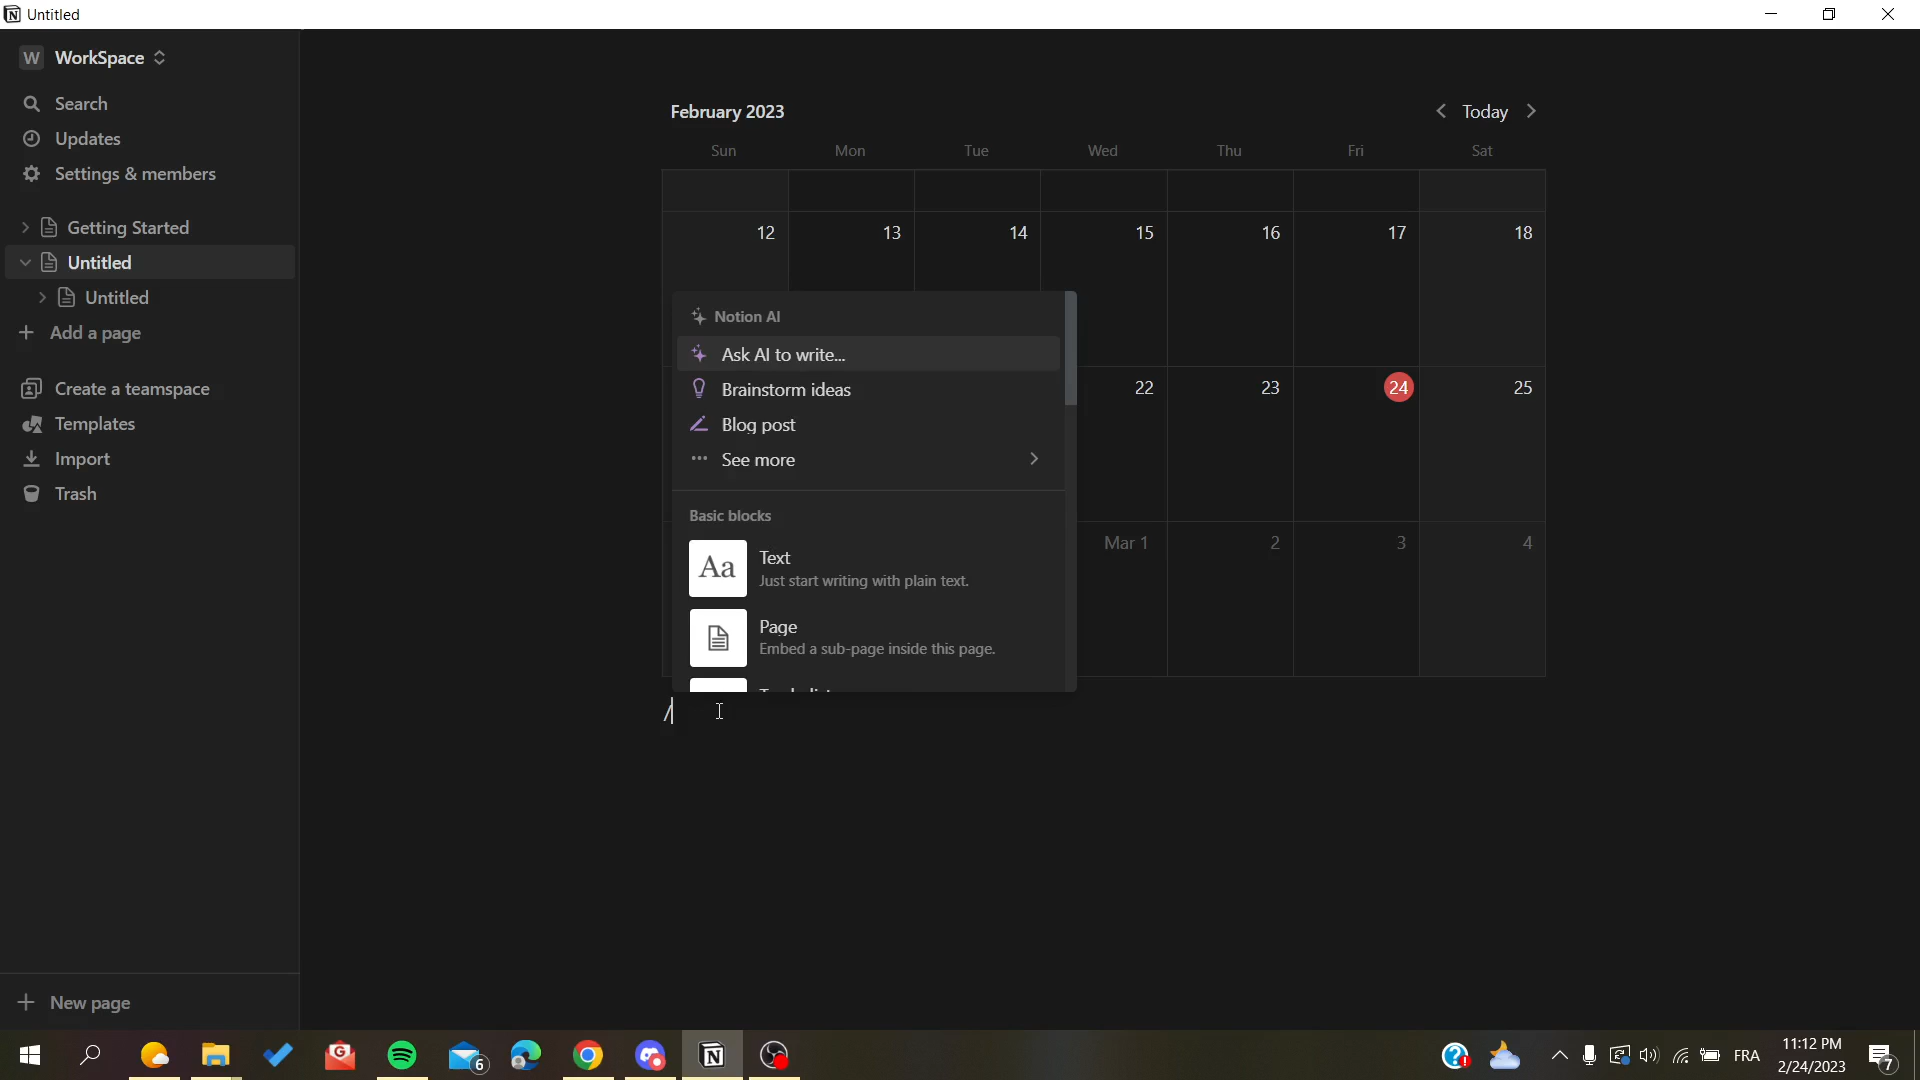 Untitled
W WorkSpace
Search
Updates
Settings & members
Getting Started
Untitled
Untitled
Add a page
Create a teamspace
Templates
Import
Trash
New page
February 2023
Today
Sun Mon Tue Wed Thu Fri Sat
12 13 14 15 16 17 18
22 23 24 25
Mar 1 2 3 4
Notion AI
Ask AI to write...
Brainstorm ideas
Blog post
See more
Basic blocks
Aa Text
Just start writing with plain text.
Page
Embed a sub-page inside this page.
/
6
FRA
11:12 PM
2/24/2023
7